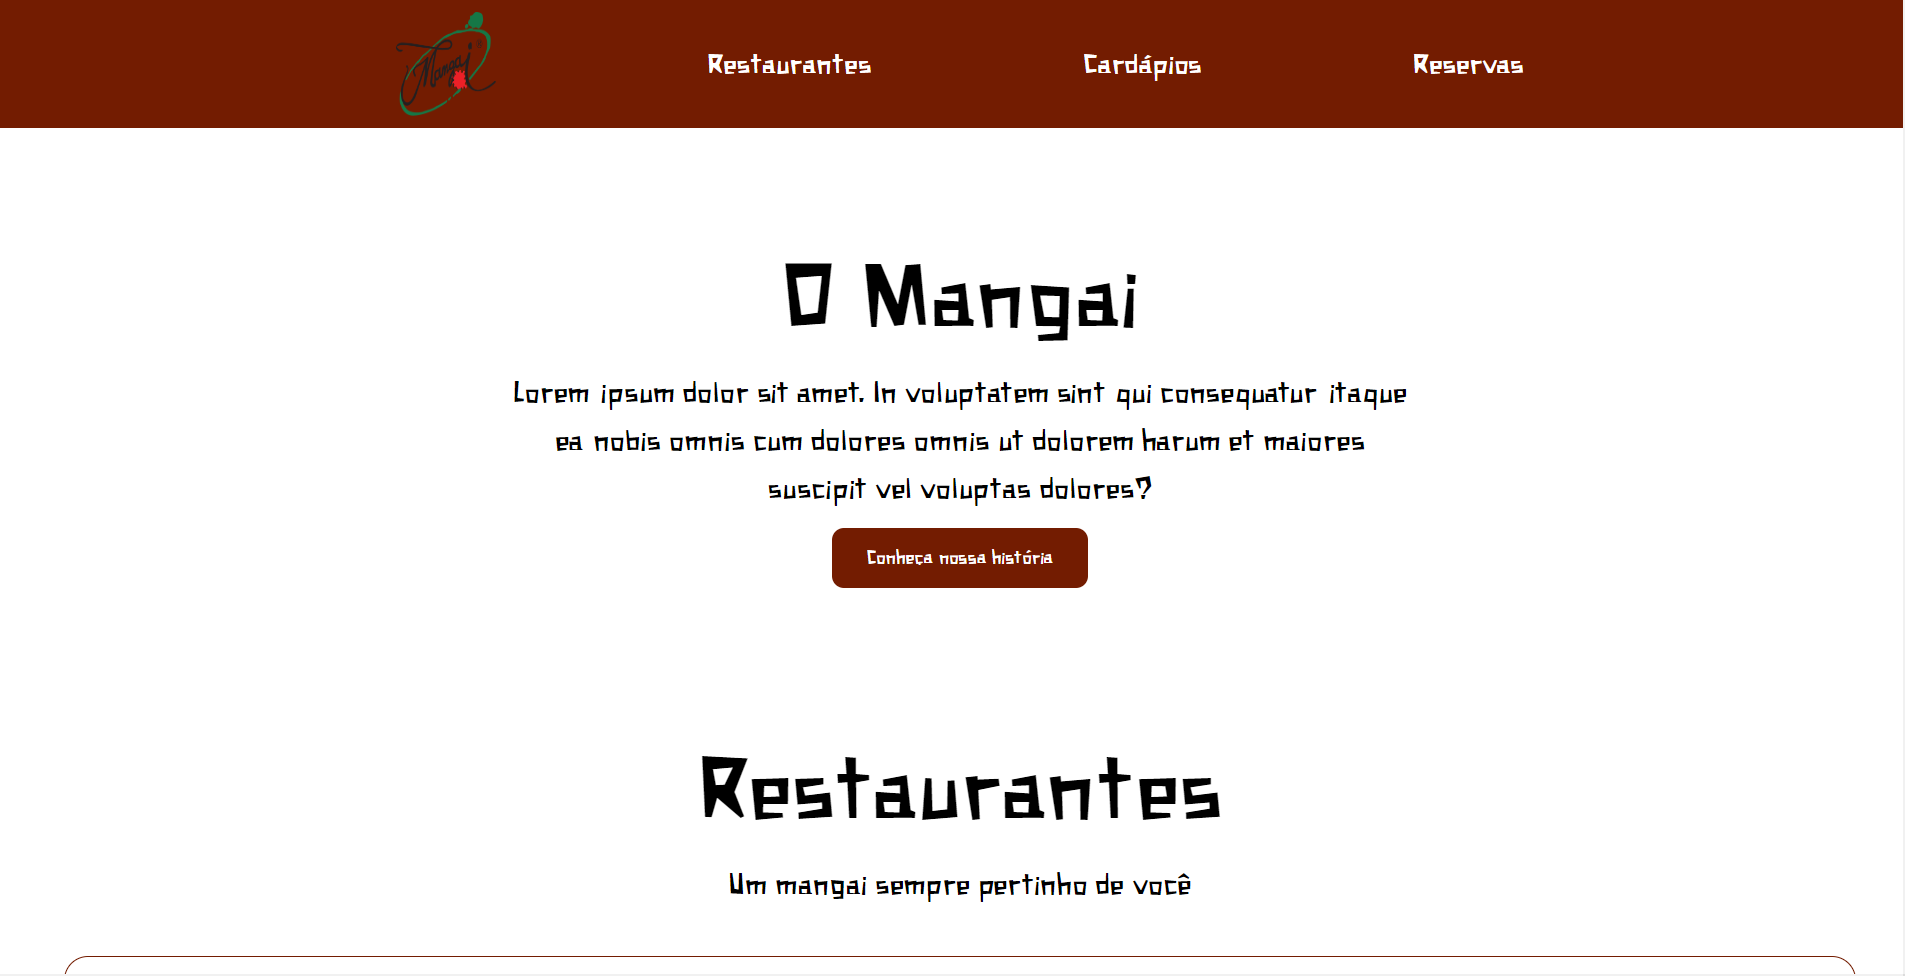 Mangai
Restaurantes
Cardápios
Reservas
O Mangai
Lorem ipsum dolor sit amet. In voluptatem sint qui consequatur itaque
ea nobis omnis cum dolores omnis ut dolorem harum et maiores
suscipit vel voluptas dolores?
Conheça nossa história
Restaurantes
Um mangai sempre pertinho de você